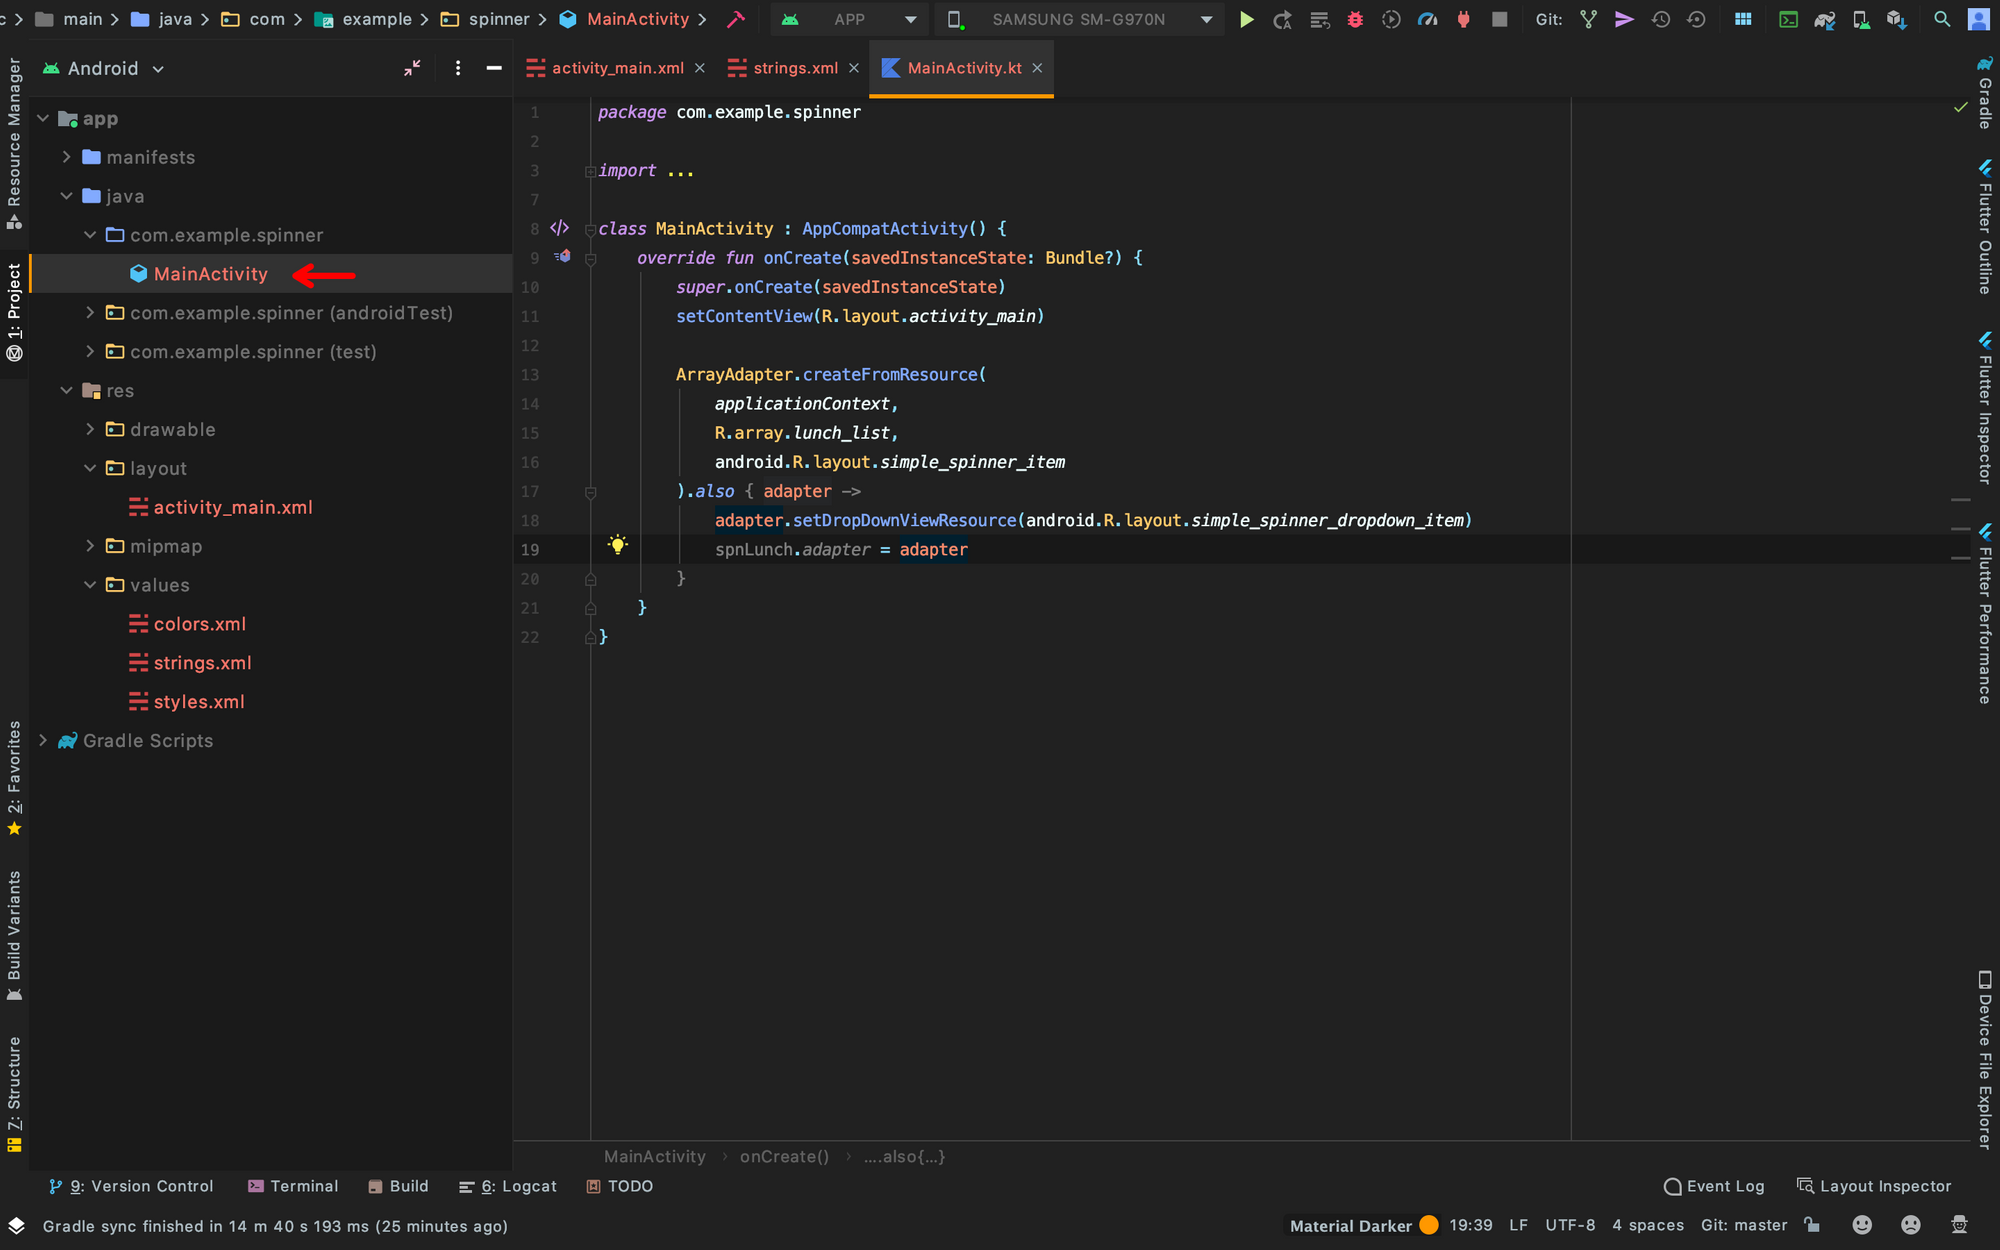 c > main > java > com > example > spinner > MainActivity > APP SAMSUNG SM-G970N Git:
Android
activity_main.xml
strings.xml
MainActivity.kt
app
manifests
java
com.example.spinner
MainActivity
com.example.spinner (androidTest)
com.example.spinner (test)
res
drawable
layout
activity_main.xml
mipmap
values
colors.xml
strings.xml
styles.xml
Gradle Scripts
Resource Manager
1: Project
2: Favorites
Build Variants
Z: Structure
1 package com.example.spinner
2
3 import ...
7
8 class MainActivity : AppCompatActivity() {
9 override fun onCreate(savedInstanceState: Bundle?) {
10 super.onCreate(savedInstanceState)
11 setContentView(R.layout.activity_main)
12
13 ArrayAdapter.createFromResource(
14 applicationContext,
15 R.array.lunch_list,
16 android.R.layout.simple_spinner_item
17 ).also { adapter ->
18 adapter.setDropDownViewResource(android.R.layout.simple_spinner_dropdown_item)
19 spnLunch.adapter = adapter
20 }
21 }
22 }
Gradle
Flutter Outline
Flutter Inspector
Flutter Performance
Device File Explorer
MainActivity > onCreate() > ....also{...}
9: Version Control Terminal Build 6: Logcat TODO Event Log Layout Inspector
Gradle sync finished in 14 m 40 s 193 ms (25 minutes ago) Material Darker 19:39 LF UTF-8 4 spaces Git: master